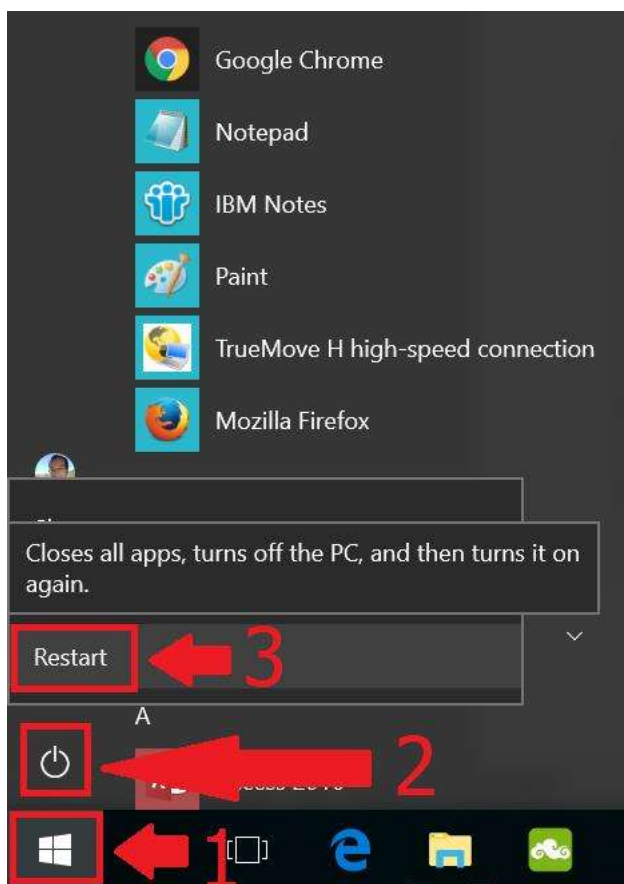 Google Chrome
Notepad
IBM Notes
Paint
TrueMove H high-speed connection
Mozilla Firefox
Closes all apps, turns off the PC, and then turns it on
again.
Restart
3
A
2
1